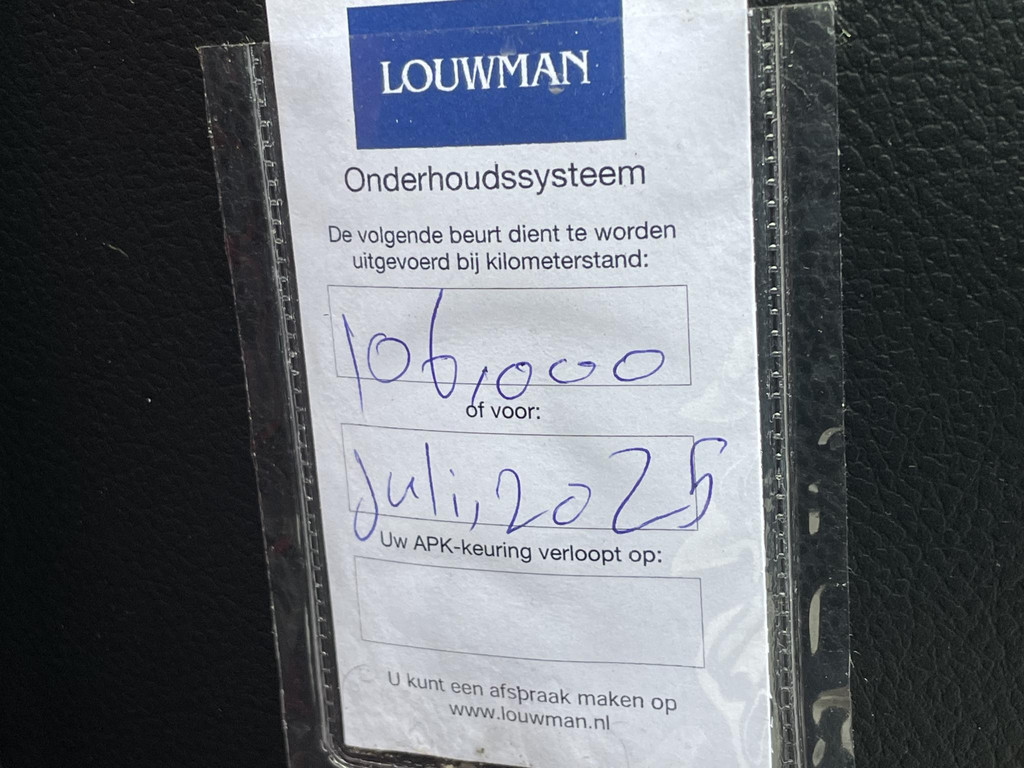 LOUWMAN
Onderhoudssysteem
De volgende beurt dient te worden
uitgevoerd bij kilometerstand:
106,000
of voor:
Juli, 2025
Uw APK-keuring verloopt op:
U kunt een afspraak maken op
www.louwman.nl